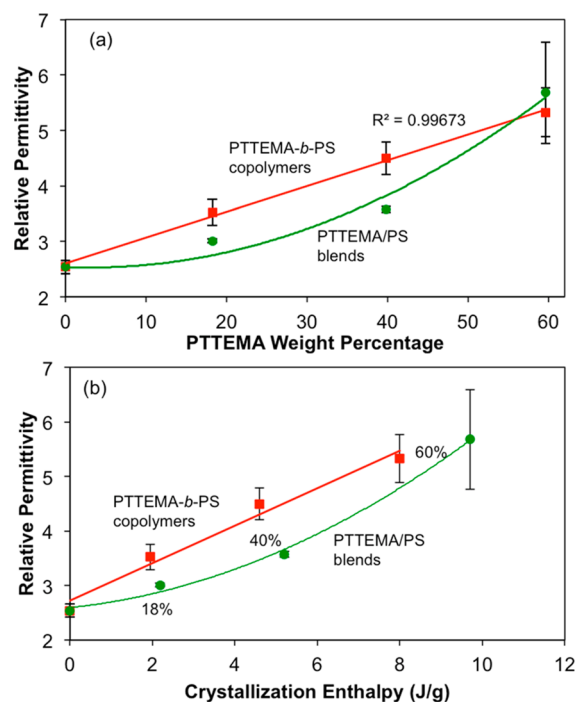 (a)
7
6
5
4
3
2
Relative Permittivity
R² = 0.99673
PTTEMA-b-PS
copolymers
PTTEMA/PS
blends
0 10 20 30 40 50 60
PTTEMA Weight Percentage
(b)
7
6
5
4
3
2
Relative Permittivity
60%
PTTEMA-b-PS
copolymers
40%
PTTEMA/PS
blends
18%
0 2 4 6 8 10 12
Crystallization Enthalpy (J/g)